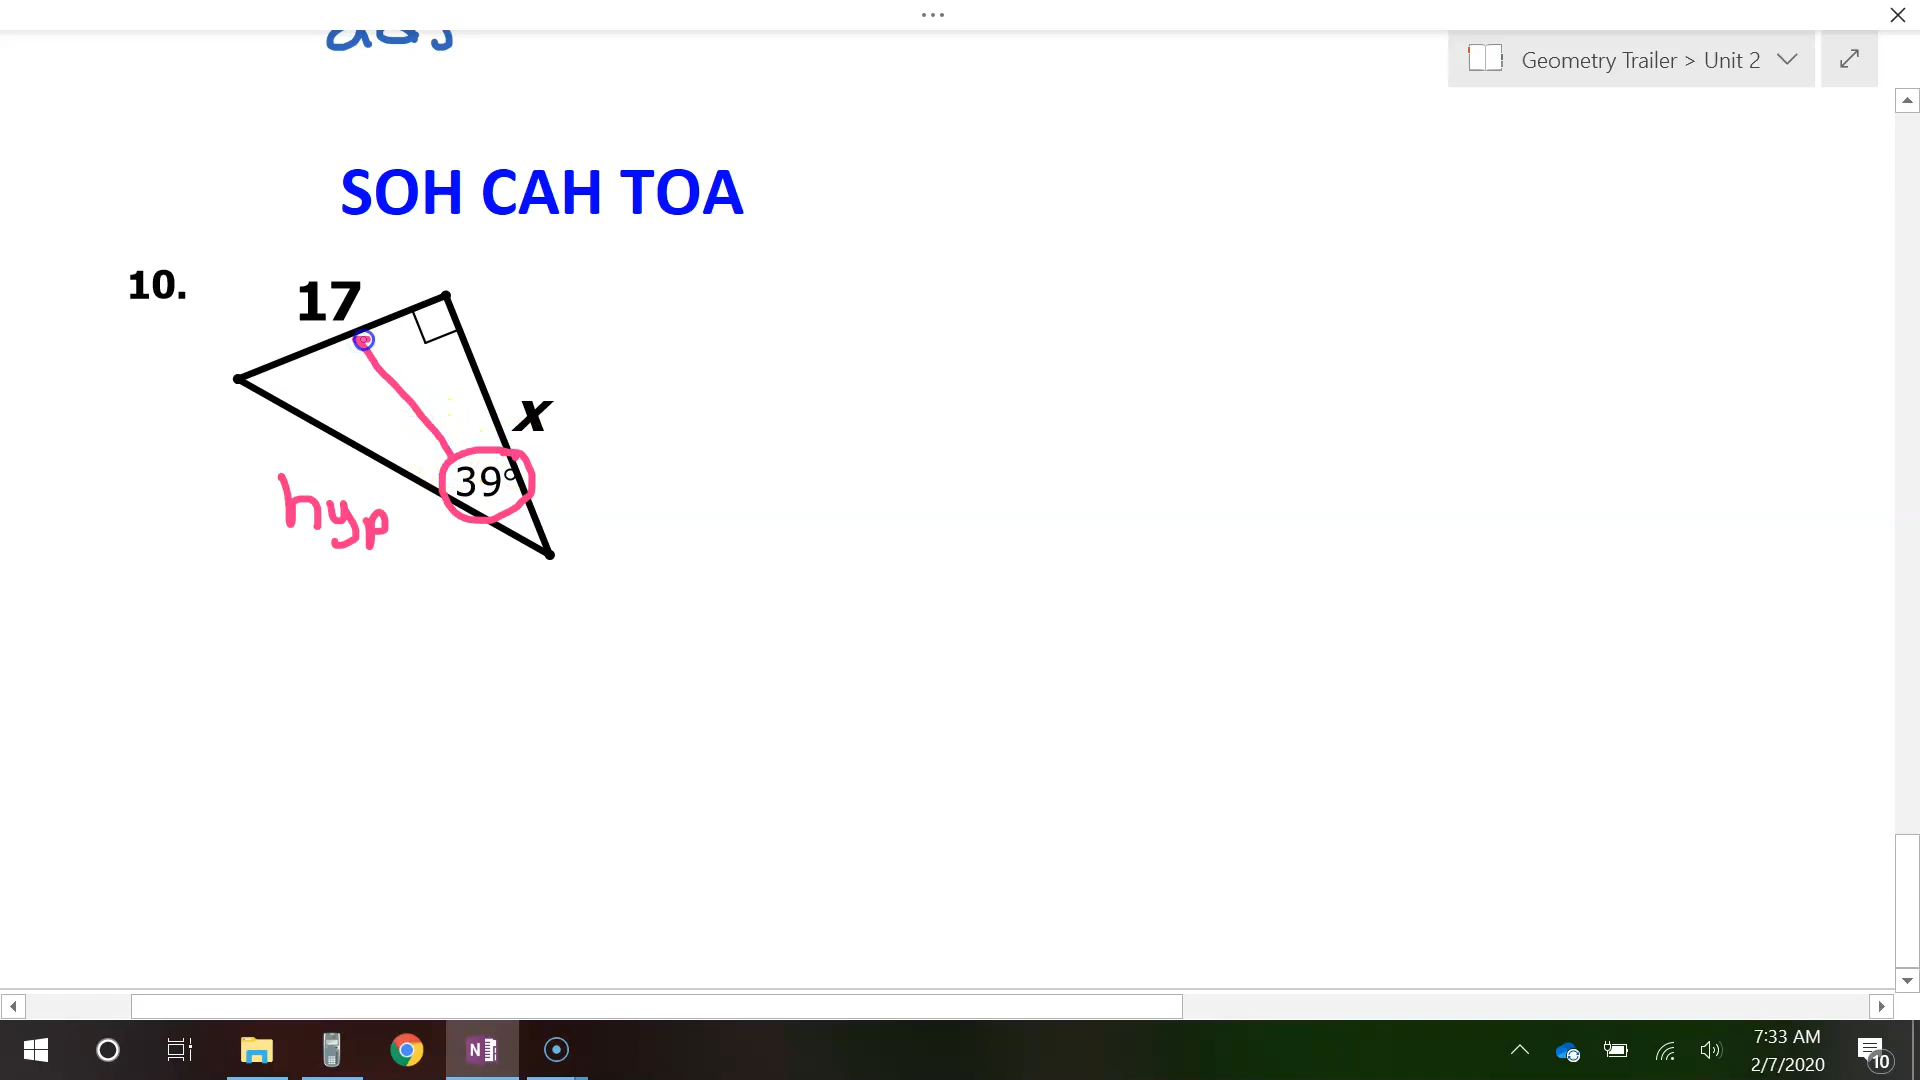 Geometry Trailer > Unit 2
SOH CAH TOA
10.
17
x
39°
hyp
7:33 AM
2/7/2020
10